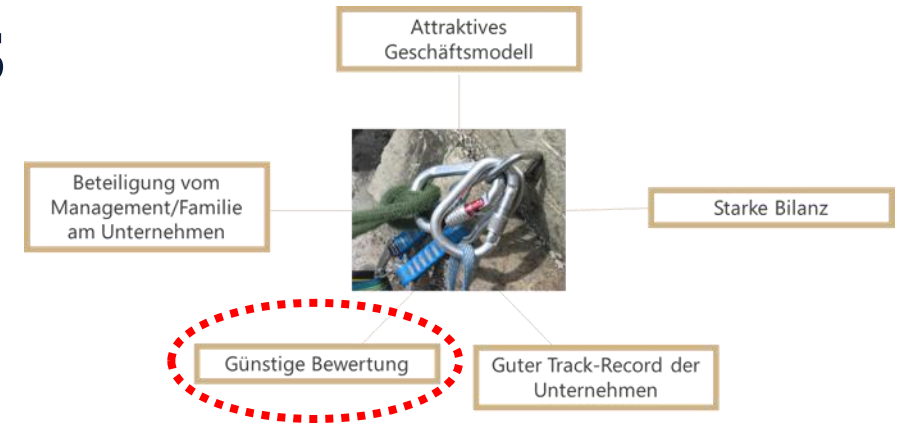 Attraktives
Geschäftsmodell
Beteiligung vom
Management/Familie
am Unternehmen
Starke Bilanz
Günstige Bewertung
Guter Track-Record der
Unternehmen